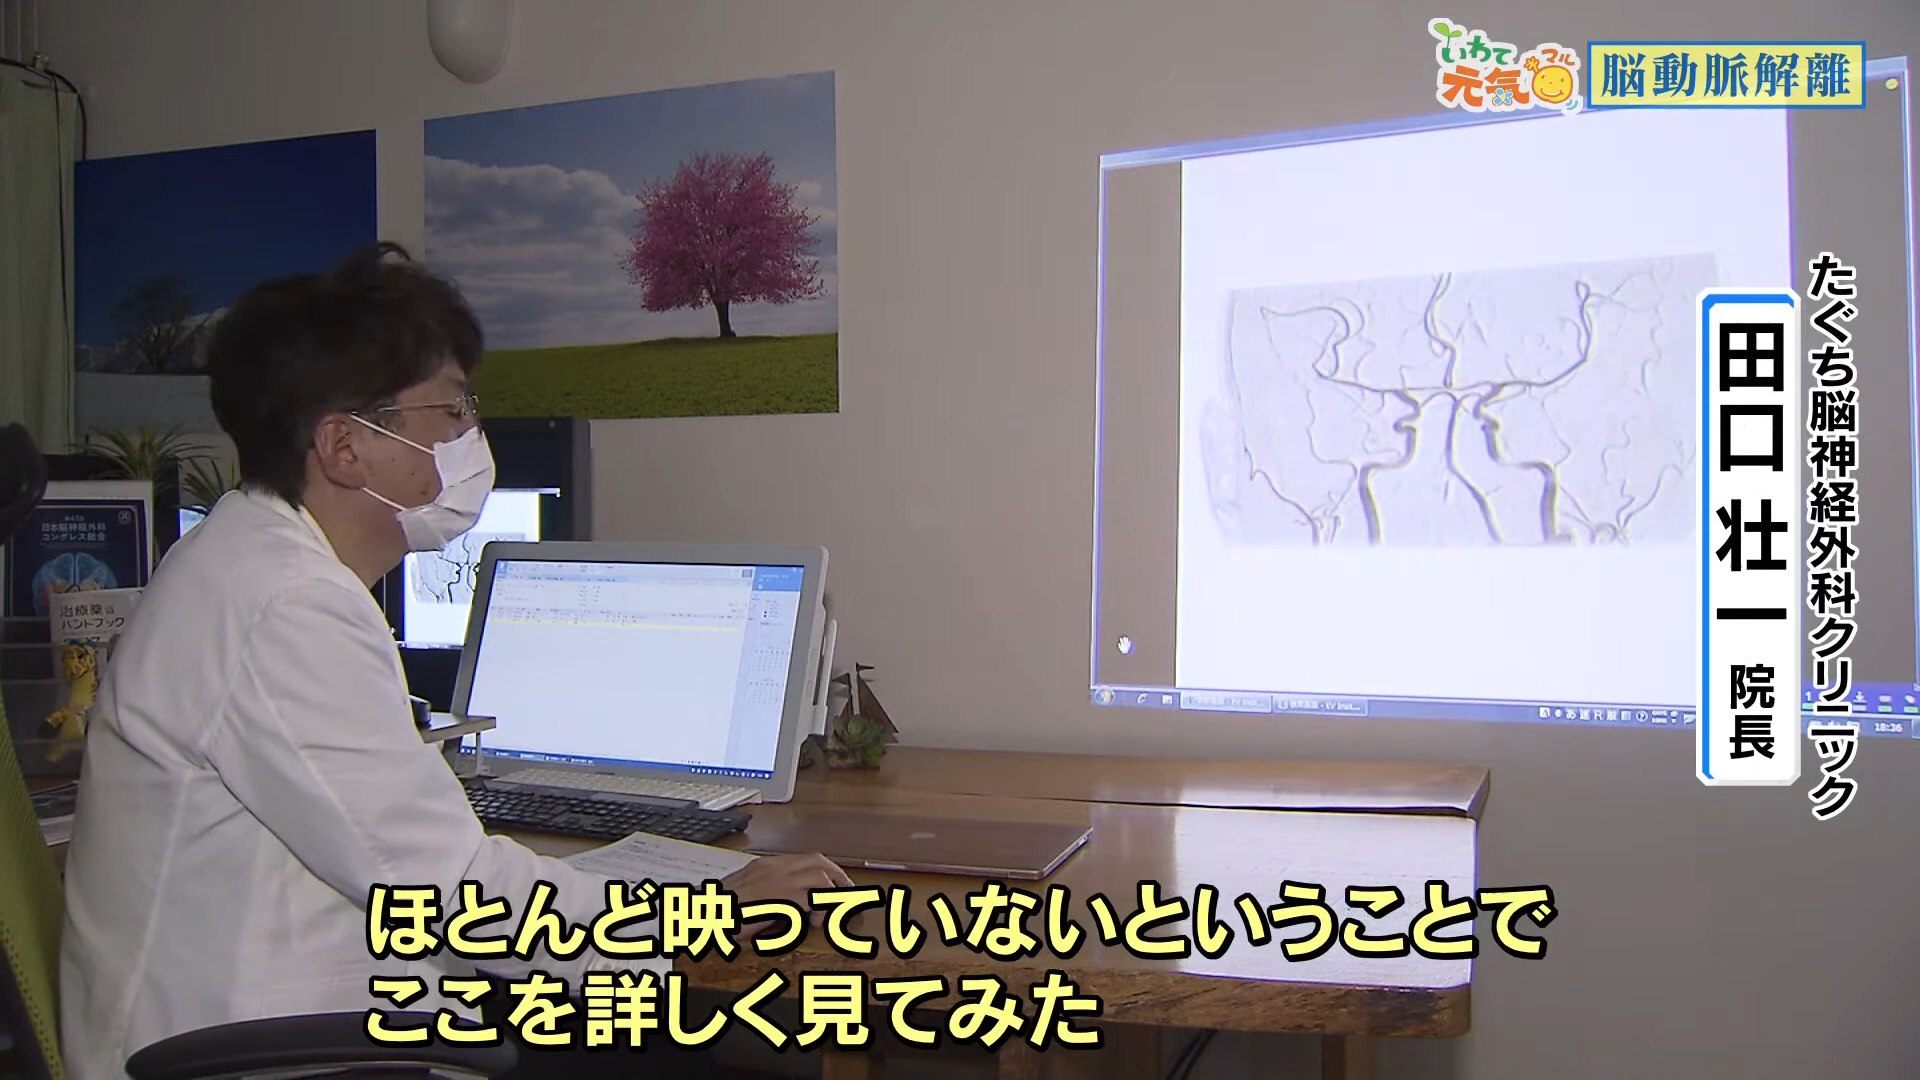 いわて
元気
マル
脳動脈解離
たぐち脳神経外科クリニック
田口 壮一 院長
日本脳神経外科
コングレス総会
治療薬
ハンドブック
18:36
ほとんど映っていないということで
ここを詳しく見てみた